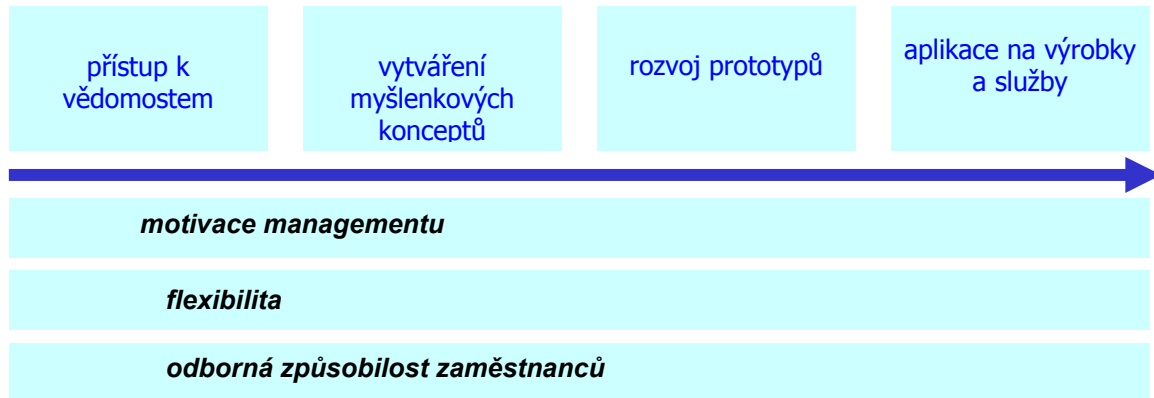 přístup k
vědomostem
vytváření
myšlenkových
konceptů
rozvoj prototypů
aplikace na výrobky
a služby
motivace managementu
flexibilita
odborná způsobilost zaměstnanců